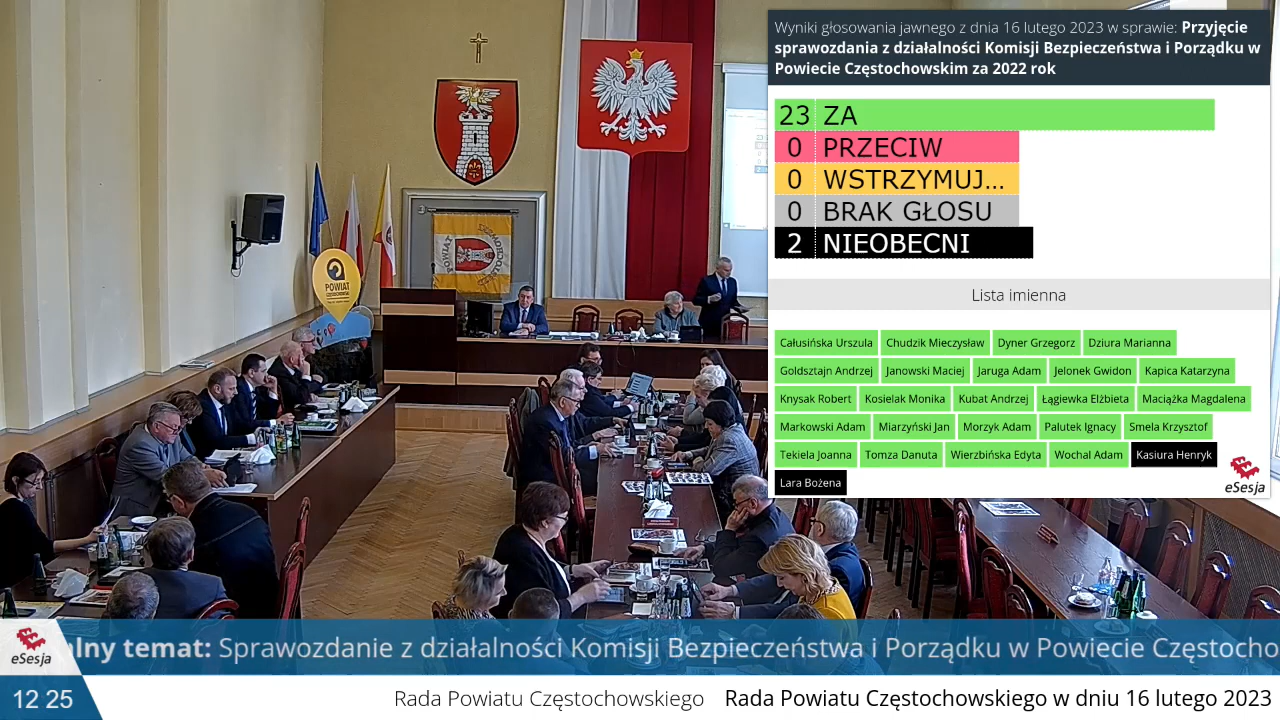 Wyniki głosowania jawnego z dnia 16 lutego 2023 w sprawie: Przyjęcie
sprawozdania z działalności Komisji Bezpieczeństwa i Porządku w
Powiecie Częstochowskim za 2022 rok
23 ZA
0 PRZECIW
0 WSTRZYMUJ...
0 BRAK GŁOSU
2 NIEOBECNI
Lista imienna
Całusińska Urszula Chudzik Mieczysław Dyner Grzegorz Dziura Marianna
Goldsztajn Andrzej Janowski Maciej Jaruga Adam Jelonek Gwidon Kapica Katarzyna
Knysak Robert Kosielak Monika Kubat Andrzej Łągiewka Elżbieta Maciążka Magdalena
Markowski Adam Miarzyński Jan Morzyk Adam Palutek Ignacy Smela Krzysztof
Tekiela Joanna Tomza Danuta Wierzbińska Edyta Wochal Adam Kasiura Henryk
Lara Bożena
eSesja
POWIAT
POWIAT
CZĘSTOCHOWSKI
alny temat: Sprawozdanie z działalności Komisji Bezpieczeństwa i Porządku w Powiecie Częstocho
eSesja
12 25
Rada Powiatu Częstochowskiego Rada Powiatu Częstochowskiego w dniu 16 lutego 2023